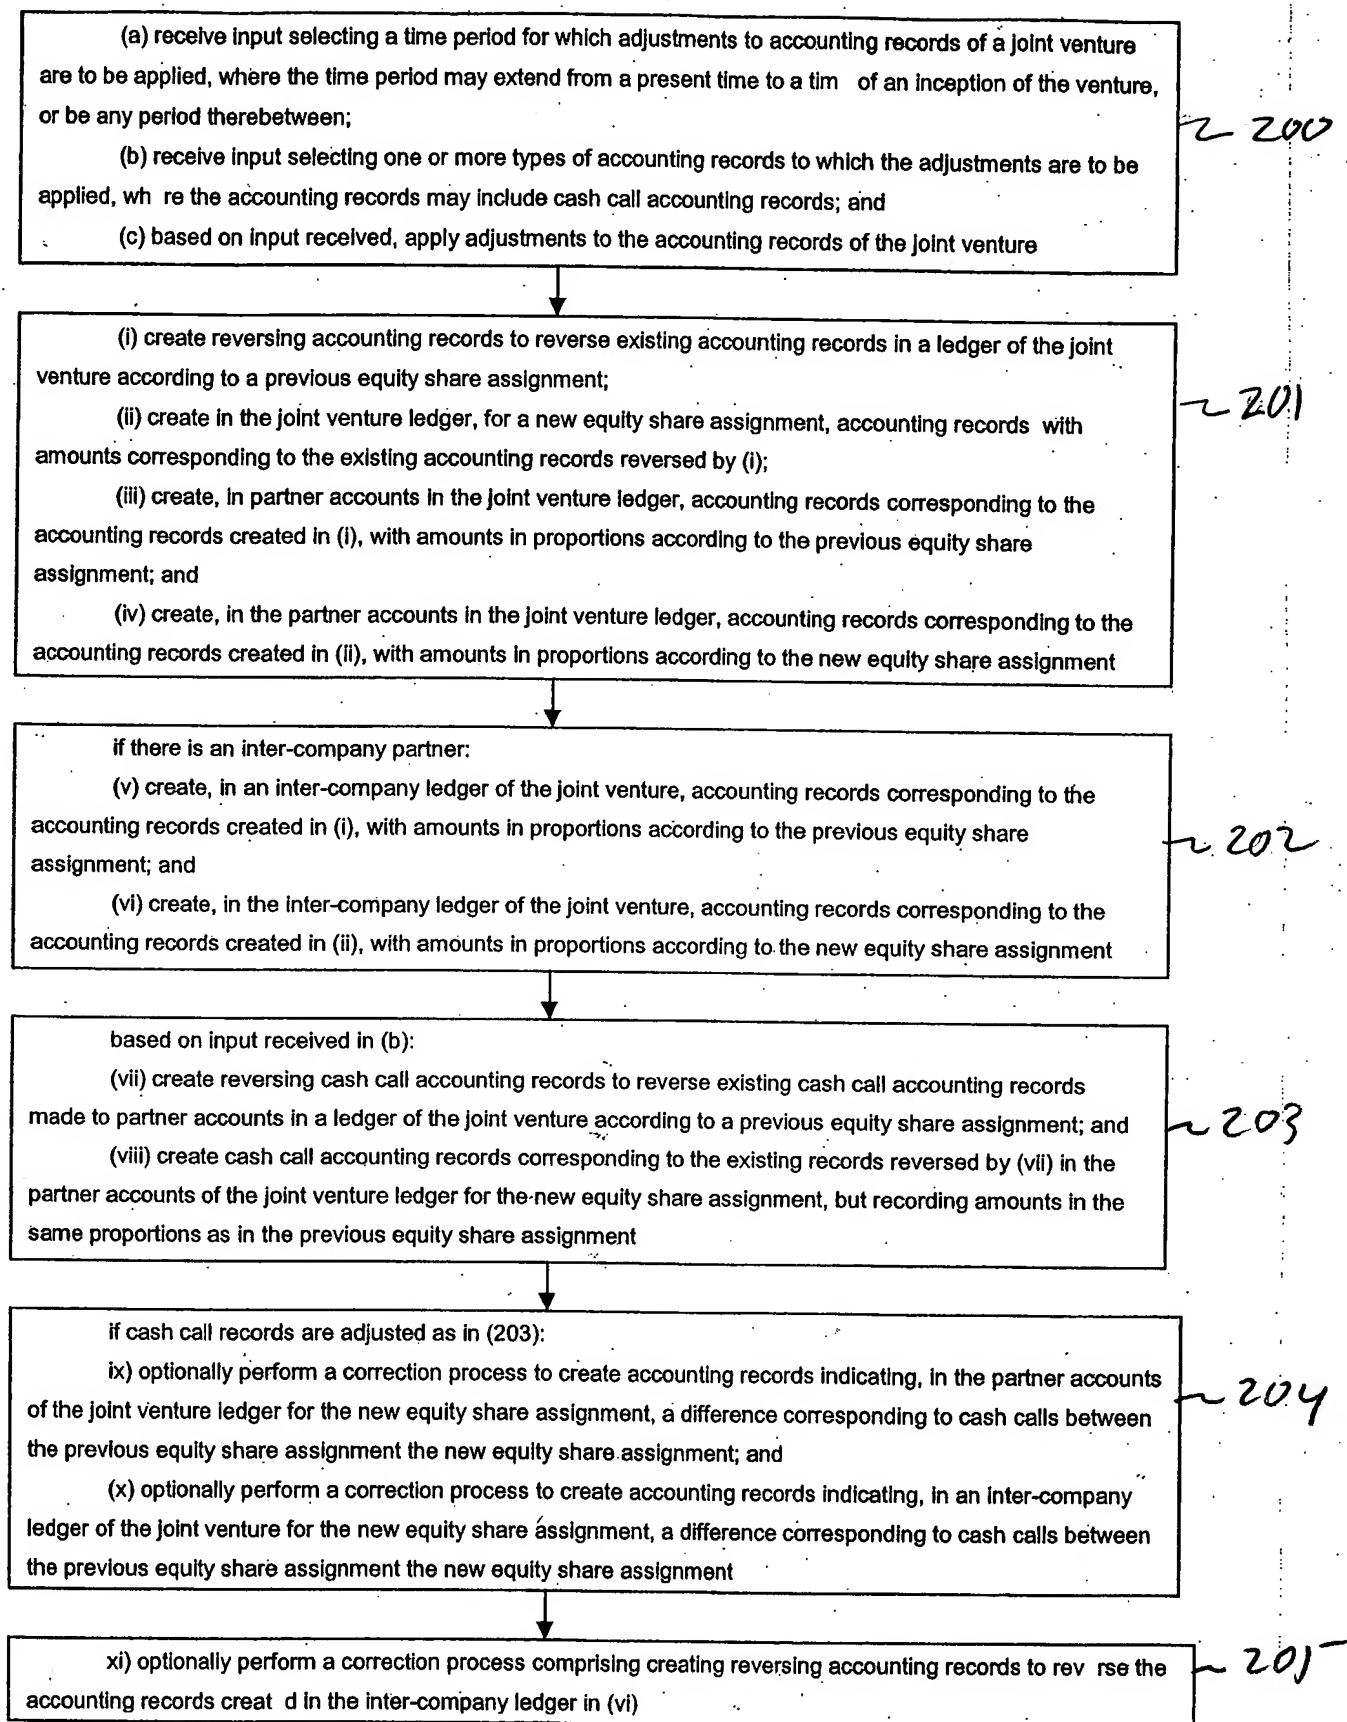 (a) receive input selecting a time period for which adjustments to accounting records of a joint venture
are to be applied, where the time period may extend from a present time to a tim of an inception of the venture,
or be any period therebetween;
(b) receive input selecting one or more types of accounting records to which the adjustments are to be
applied, wh re the accounting records may include cash call accounting records; and
(c) based on input received, apply adjustments to the accounting records of the joint venture
200
(i) create reversing accounting records to reverse existing accounting records in a ledger of the joint
venture according to a previous equity share assignment;
(ii) create in the joint venture ledger, for a new equity share assignment, accounting records with
amounts corresponding to the existing accounting records reversed by (i);
(iii) create, in partner accounts in the joint venture ledger, accounting records corresponding to the
accounting records created in (i), with amounts in proportions according to the previous equity share
assignment; and
(iv) create, in the partner accounts in the joint venture ledger, accounting records corresponding to the
accounting records created in (ii), with amounts in proportions according to the new equity share assignment
201
if there is an inter-company partner:
(v) create, in an inter-company ledger of the joint venture, accounting records corresponding to the
accounting records created in (i), with amounts in proportions according to the previous equity share
assignment; and
(vi) create, in the inter-company ledger of the joint venture, accounting records corresponding to the
accounting records created in (ii), with amounts in proportions according to the new equity share assignment
202
based on input received in (b):
(vii) create reversing cash call accounting records to reverse existing cash call accounting records
made to partner accounts in a ledger of the joint venture according to a previous equity share assignment; and
(viii) create cash call accounting records corresponding to the existing records reversed by (vii) in the
partner accounts of the joint venture ledger for the new equity share assignment, but recording amounts in the
same proportions as in the previous equity share assignment
203
if cash call records are adjusted as in (203):
ix) optionally perform a correction process to create accounting records indicating, in the partner accounts
of the joint venture ledger for the new equity share assignment, a difference corresponding to cash calls between
the previous equity share assignment the new equity share assignment; and
(x) optionally perform a correction process to create accounting records indicating, in an inter-company
ledger of the joint venture for the new equity share assignment, a difference corresponding to cash calls between
the previous equity share assignment the new equity share assignment
204
xi) optionally perform a correction process comprising creating reversing accounting records to rev rse the
accounting records creat d in the inter-company ledger in (vi)
205